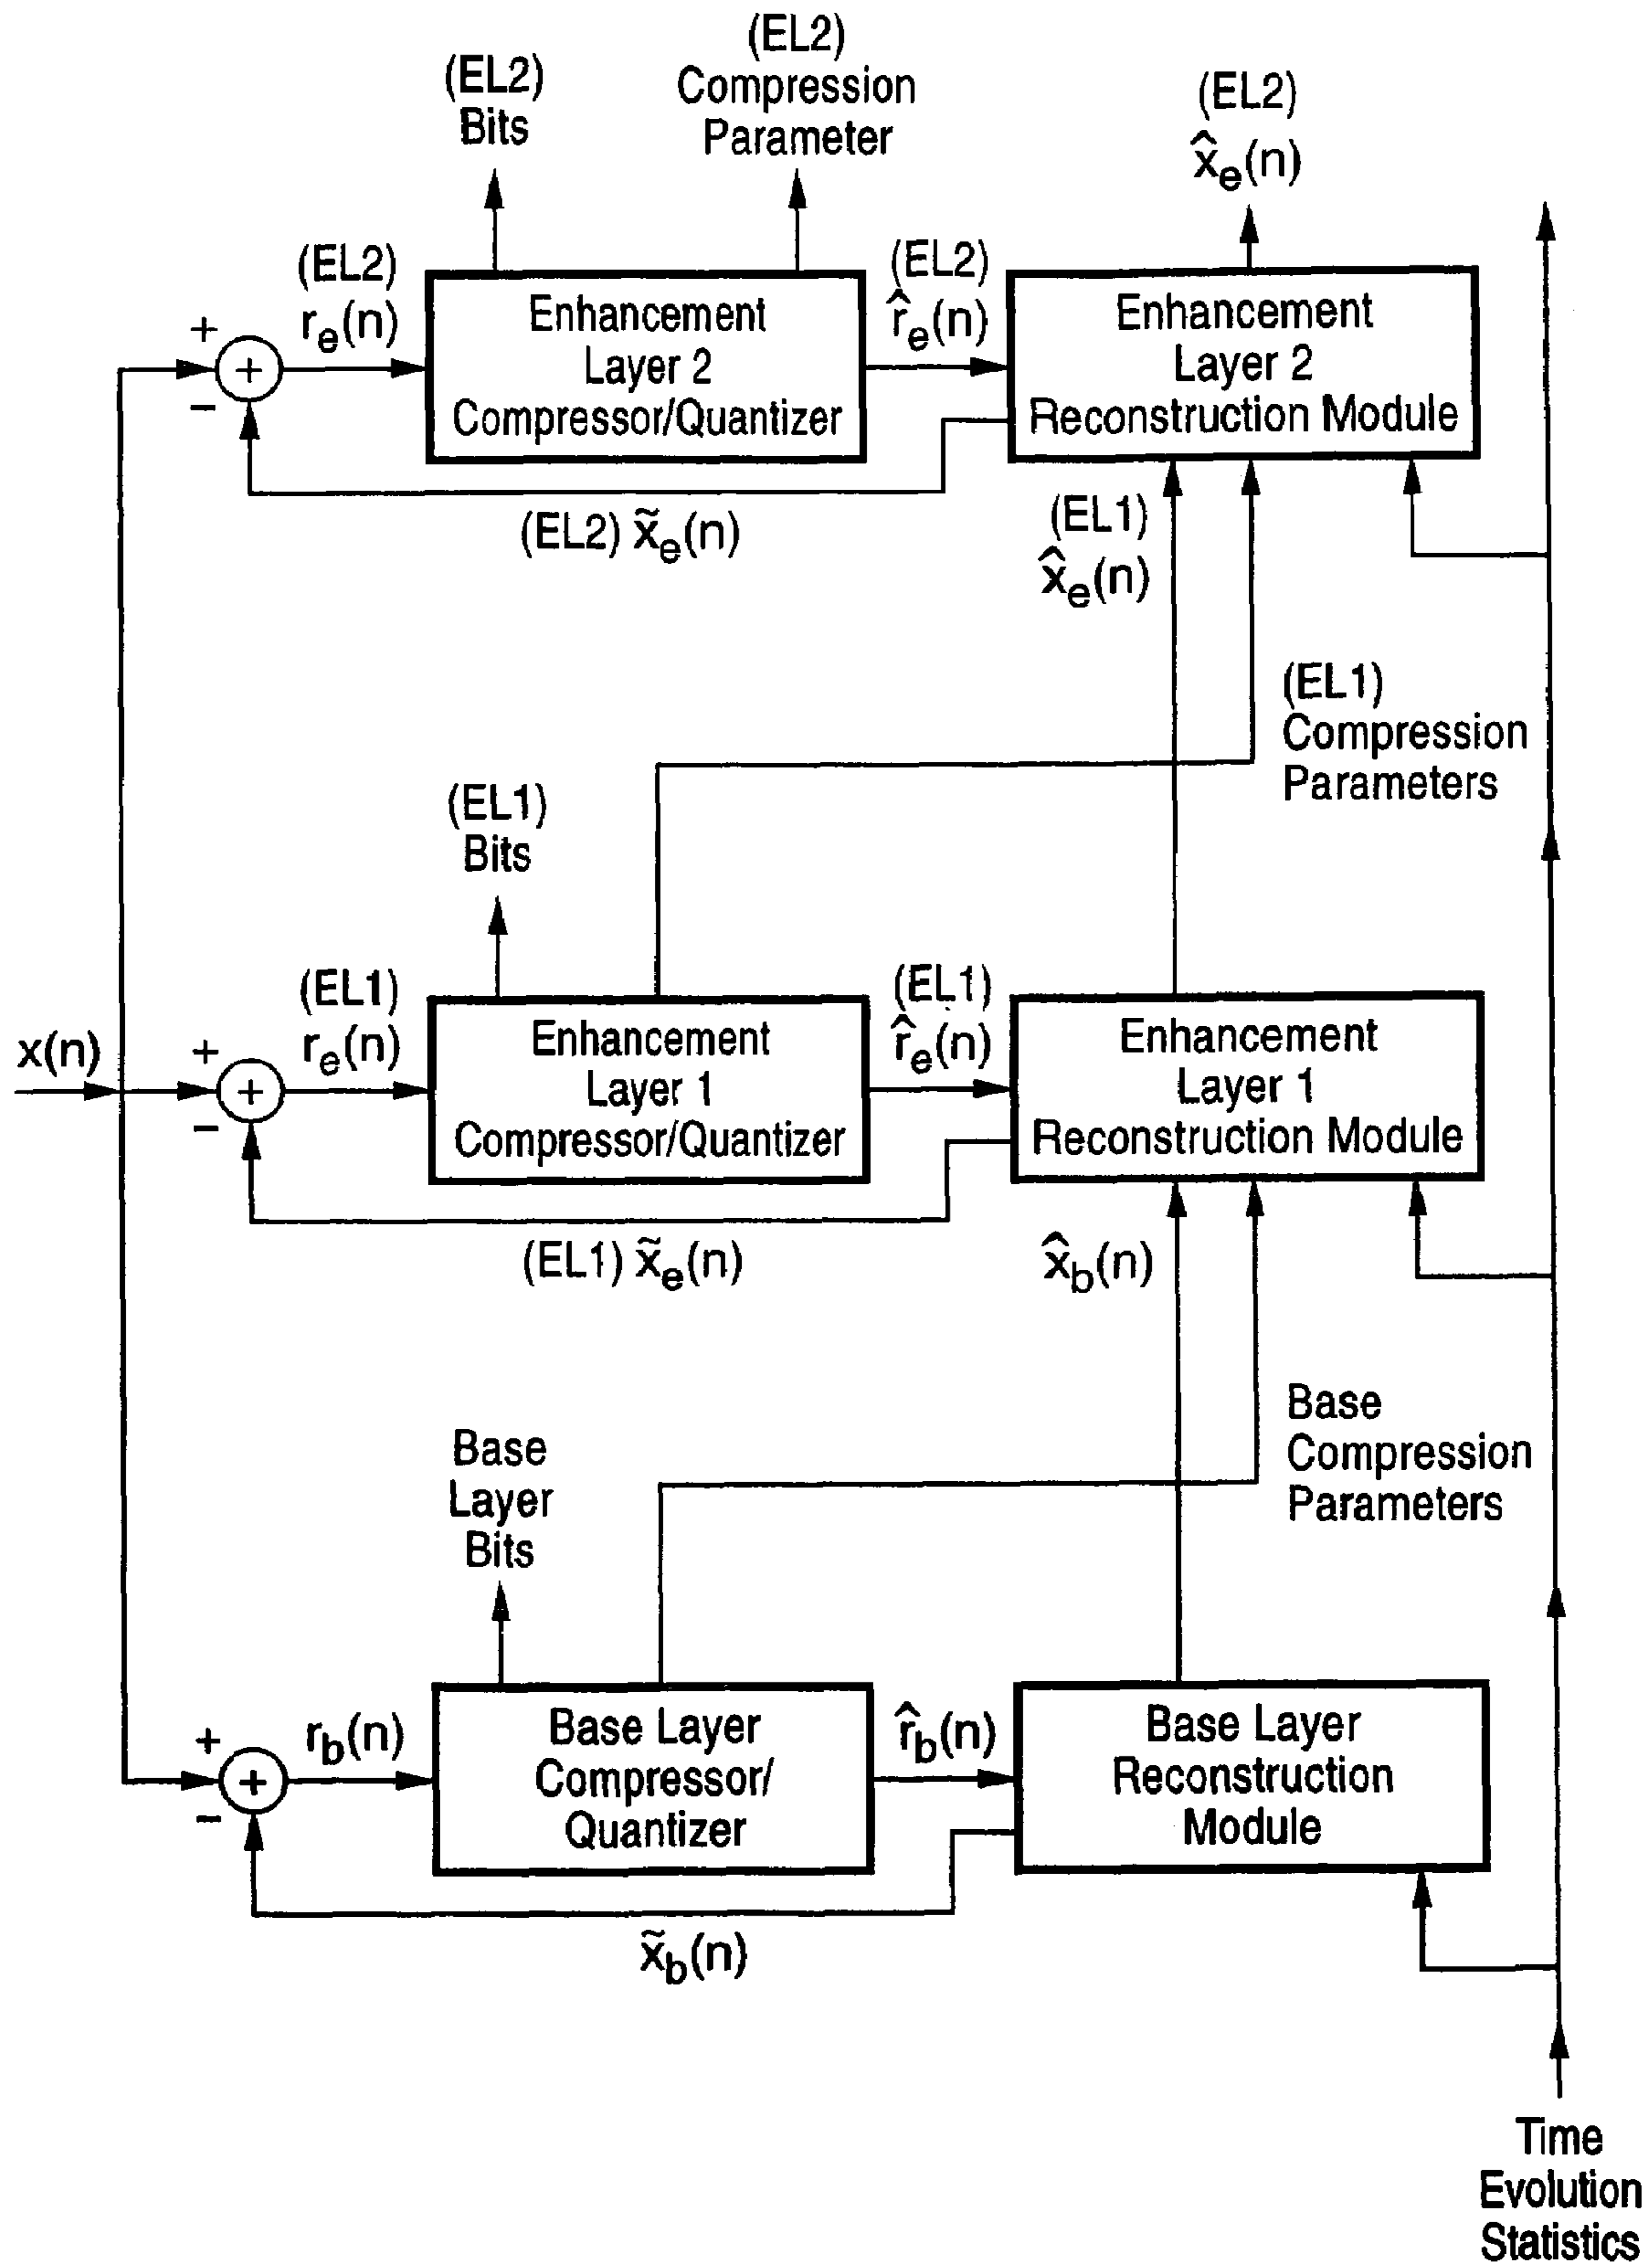 (EL2)
Bits
(EL2)
Compression
Parameter
(EL2)
x̂e(n)
(EL2)
re(n)
+
+
−
Enhancement
Layer 2
Compressor/Quantizer
(EL2)
r̂e(n)
Enhancement
Layer 2
Reconstruction Module
(EL2) x̃e(n)
(EL1)
x̂e(n)
(EL1)
Compression
Parameters
(EL1)
Bits
x(n)
+
+
−
(EL1)
re(n)
Enhancement
Layer 1
Compressor/Quantizer
(EL1)
r̂e(n)
Enhancement
Layer 1
Reconstruction Module
(EL1) x̃e(n)
x̂b(n)
Base
Compression
Parameters
Base
Layer
Bits
+
+
−
rb(n)
Base Layer
Compressor/
Quantizer
r̂b(n)
Base Layer
Reconstruction
Module
x̃b(n)
Time
Evolution
Statistics